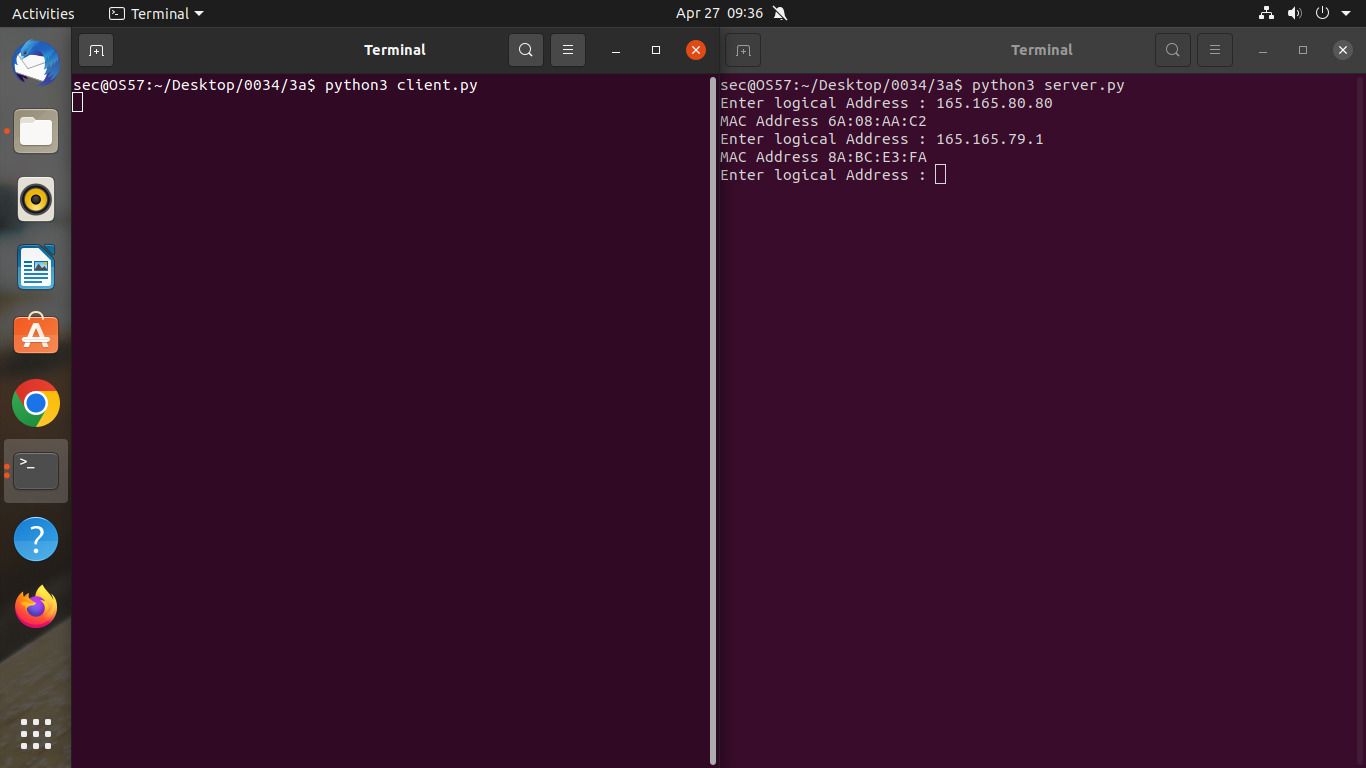 Activities
Terminal
Apr 27 09:36
Terminal
sec@OS57:~/Desktop/0034/3a$ python3 client.py
Terminal
sec@OS57:~/Desktop/0034/3a$ python3 server.py
Enter logical Address : 165.165.80.80
MAC Address 6A:08:AA:C2
Enter logical Address : 165.165.79.1
MAC Address 8A:BC:E3:FA
Enter logical Address :